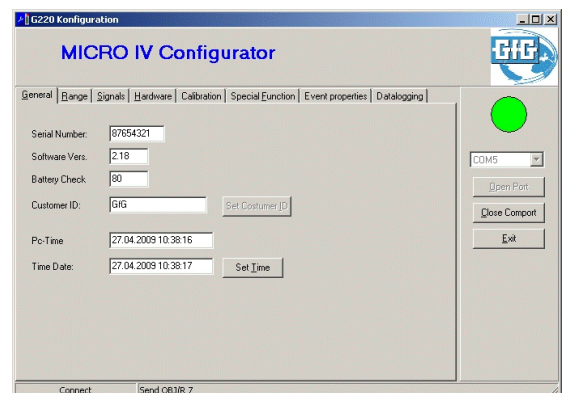 G220 Konfiguration
MICRO IV Configurator
GfG
General Range Signals Hardware Calibration Special Function Event properties Datalogging
Serial Number: 87654321
Software Vers. 2.18
Battery Check 80
Customer ID: GfG Set Costumer ID
Pc-Time 27.04.2009 10:38:16
Time Date: 27.04.2009 10:38:17 Set Time
COM5
Open Port
Close Comport
Exit
Connect Send OBJ/R 7